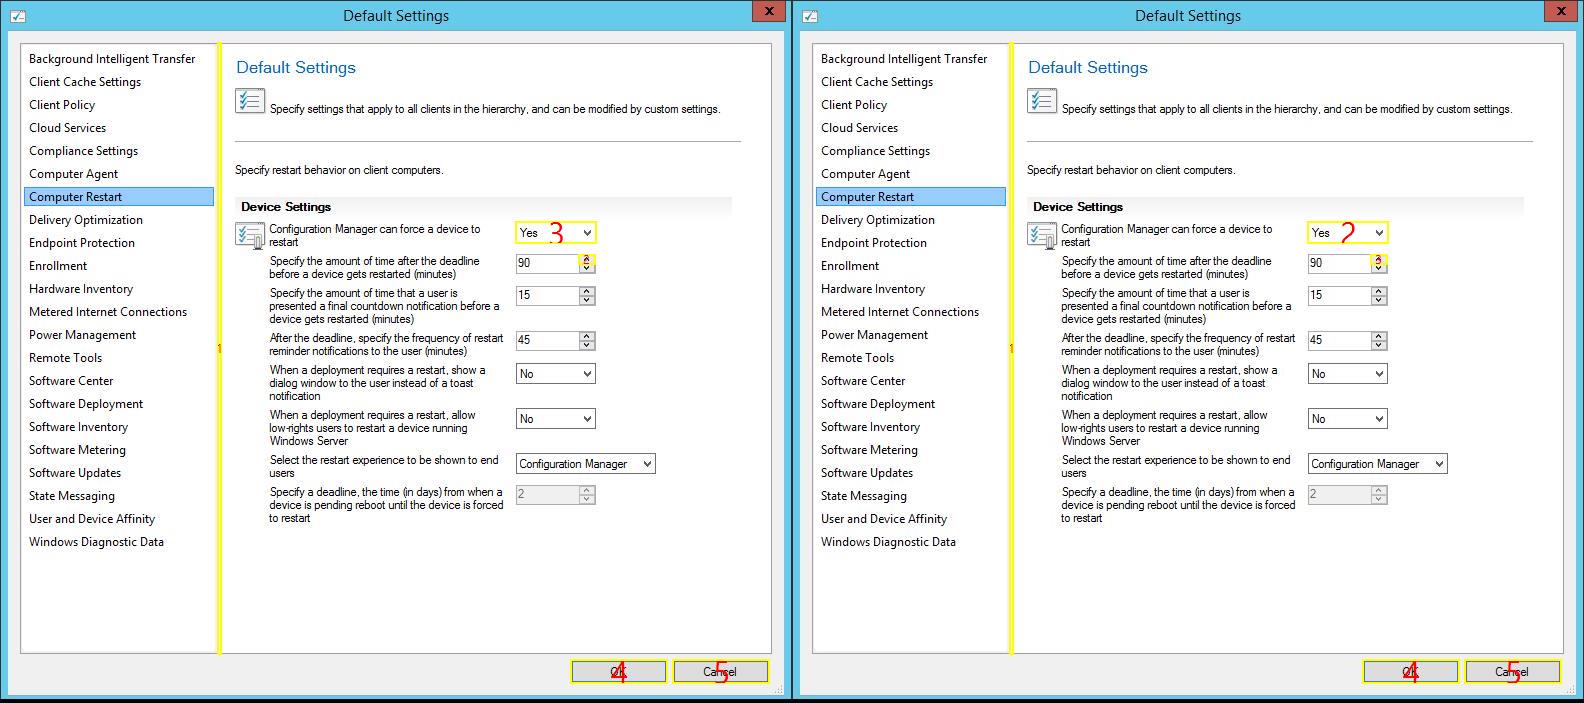 Default Settings
X
Background Intelligent Transfer
Client Cache Settings
Client Policy
Cloud Services
Compliance Settings
Computer Agent
Computer Restart
Delivery Optimization
Endpoint Protection
Enrollment
Hardware Inventory
Metered Internet Connections
Power Management
Remote Tools
Software Center
Software Deployment
Software Inventory
Software Metering
Software Updates
State Messaging
User and Device Affinity
Windows Diagnostic Data
1
Default Settings
Specify settings that apply to all clients in the hierarchy, and can be modified by custom settings.
Specify restart behavior on client computers.
Device Settings
Configuration Manager can force a device to
restart
Yes 3
Specify the amount of time after the deadline
before a device gets restarted (minutes)
90
Specify the amount of time that a user is
presented a final countdown notification before a
device gets restarted (minutes)
15
After the deadline, specify the frequency of restart
reminder notifications to the user (minutes)
45
When a deployment requires a restart, show a
dialog window to the user instead of a toast
notification
No
When a deployment requires a restart, allow
low-rights users to restart a device running
Windows Server
No
Select the restart experience to be shown to end
users
Configuration Manager
Specify a deadline, the time (in days) from when a
device is pending reboot until the device is forced
to restart
2
OK 4
Cancel 5
Default Settings
X
Background Intelligent Transfer
Client Cache Settings
Client Policy
Cloud Services
Compliance Settings
Computer Agent
Computer Restart
Delivery Optimization
Endpoint Protection
Enrollment
Hardware Inventory
Metered Internet Connections
Power Management
Remote Tools
Software Center
Software Deployment
Software Inventory
Software Metering
Software Updates
State Messaging
User and Device Affinity
Windows Diagnostic Data
1
Default Settings
Specify settings that apply to all clients in the hierarchy, and can be modified by custom settings.
Specify restart behavior on client computers.
Device Settings
Configuration Manager can force a device to
restart
Yes 2
Specify the amount of time after the deadline
before a device gets restarted (minutes)
90
Specify the amount of time that a user is
presented a final countdown notification before a
device gets restarted (minutes)
15
After the deadline, specify the frequency of restart
reminder notifications to the user (minutes)
45
When a deployment requires a restart, show a
dialog window to the user instead of a toast
notification
No
When a deployment requires a restart, allow
low-rights users to restart a device running
Windows Server
No
Select the restart experience to be shown to end
users
Configuration Manager
Specify a deadline, the time (in days) from when a
device is pending reboot until the device is forced
to restart
2
OK 4
Cancel 5